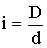 i = D/d